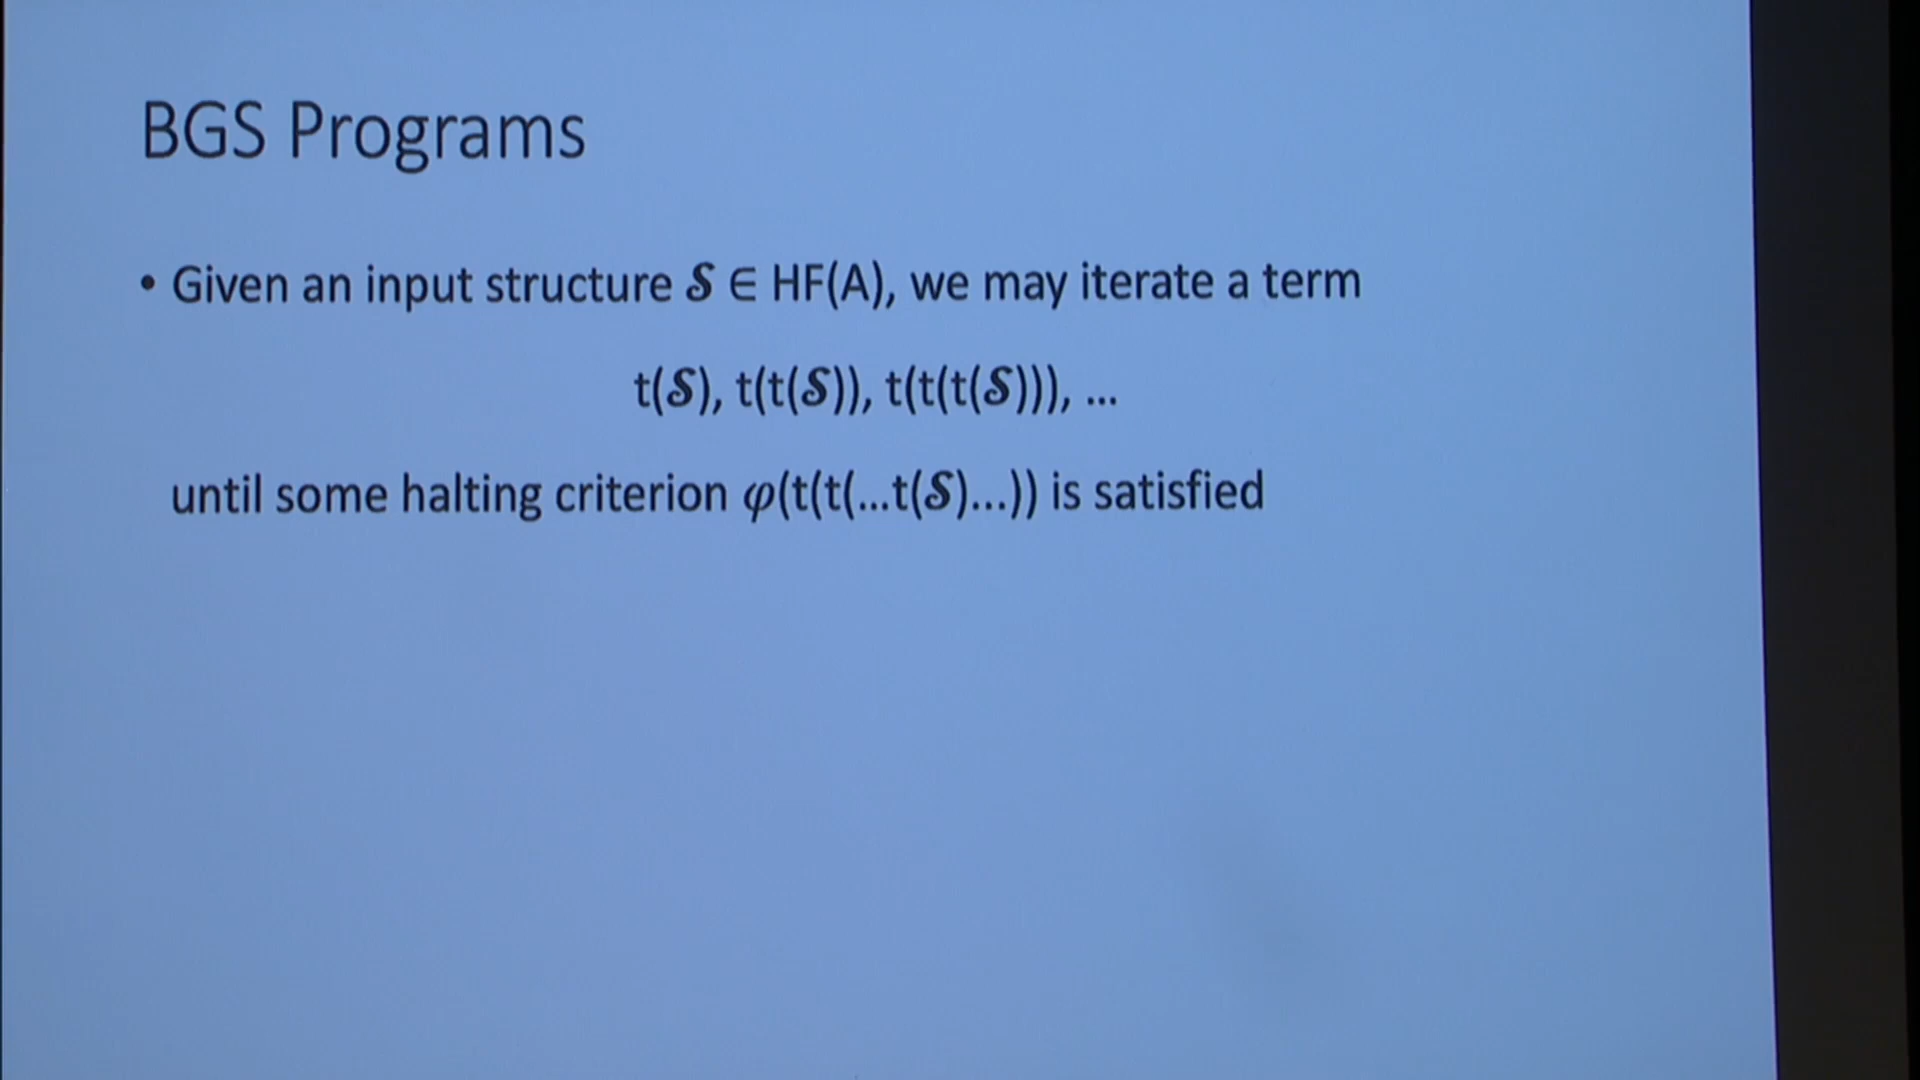 BGS Programs
• Given an input structure 𝓢 ∈ HF(A), we may iterate a term
t(𝓢), t(t(𝓢)), t(t(t(𝓢))), ...
until some halting criterion φ(t(t(...t(𝓢)...)) is satisfied